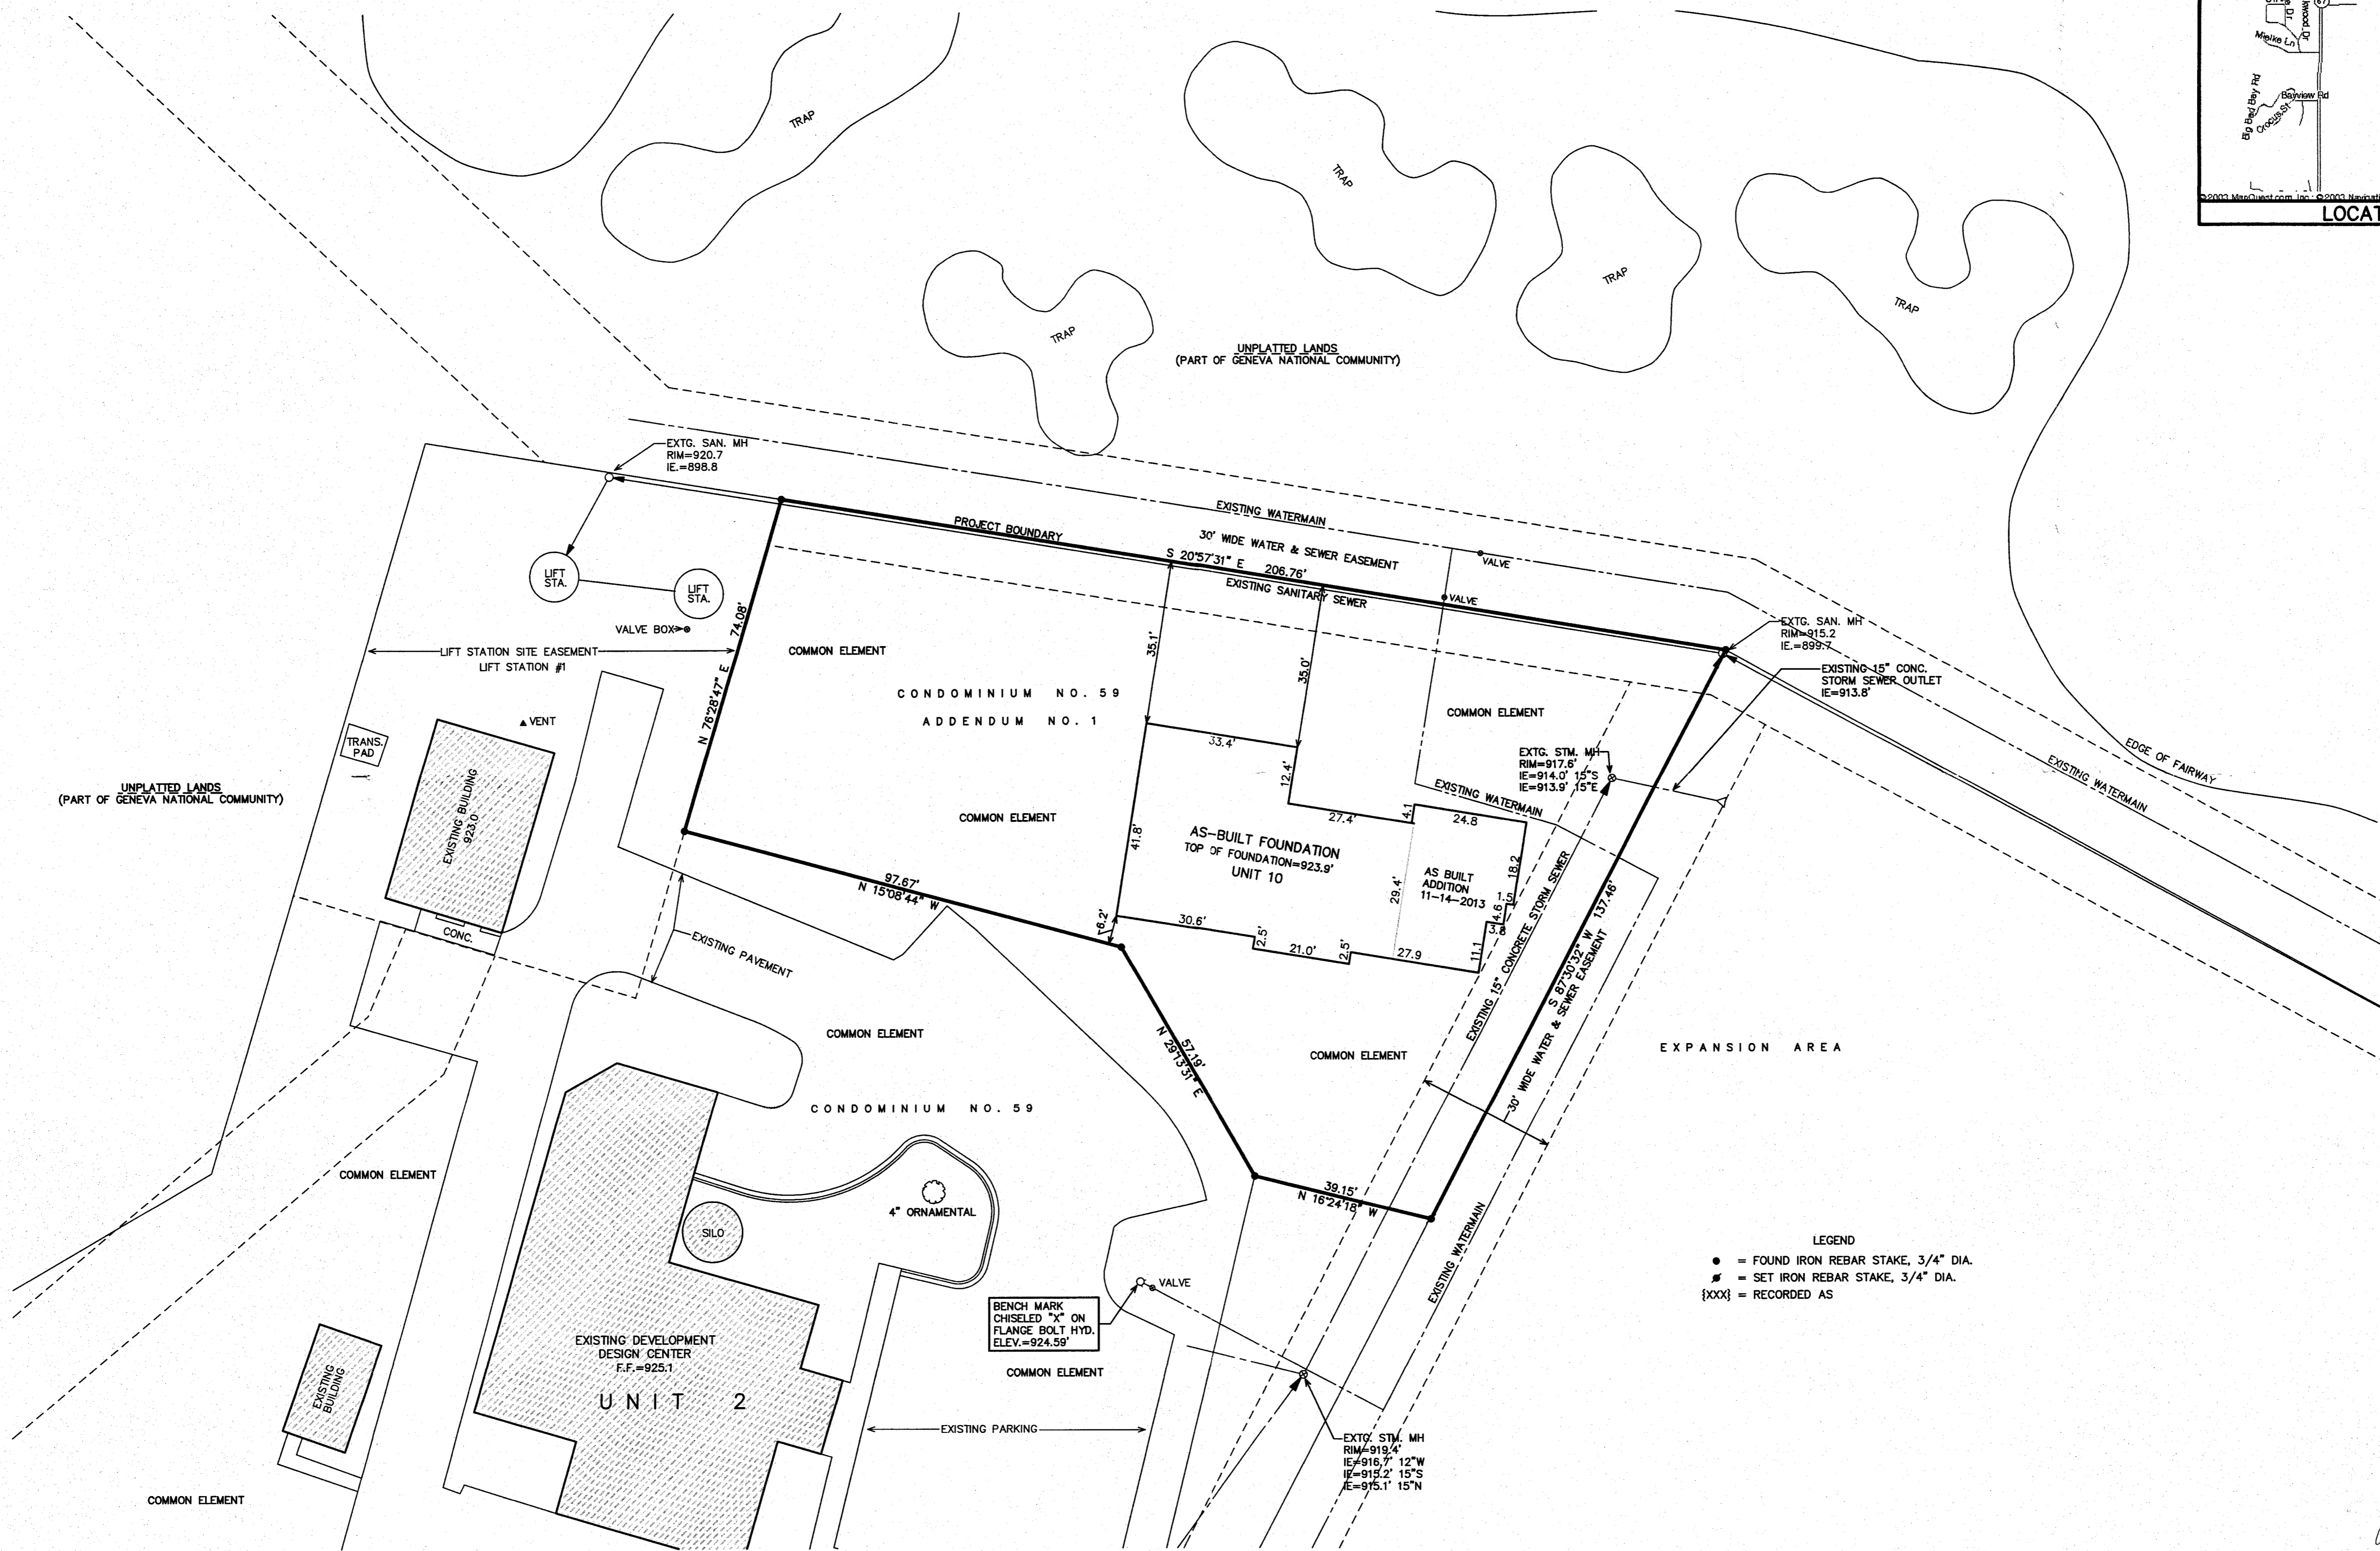 Mielke Ln
Big Bed Bay Rd
Crocus St
Bayview Rd
LOCAT
TRAP
TRAP
TRAP
TRAP
TRAP
UNPLATTED LANDS
(PART OF GENEVA NATIONAL COMMUNITY)
EXTG. SAN. MH
RIM=920.7
IE.=898.8
PROJECT BOUNDARY
EXISTING WATERMAIN
30' WIDE WATER & SEWER EASEMENT
S 20°57'31" E 206.76'
EXISTING SANITARY SEWER
VALVE
VALVE
LIFT
STA.
LIFT
STA.
VALVE BOX
LIFT STATION SITE EASEMENT
LIFT STATION #1
74.08'
N 76°28'47" E
COMMON ELEMENT
CONDOMINIUM NO. 59
ADDENDUM NO. 1
35.1'
35.0'
EXTG. SAN. MH
RIM=915.2
IE.=899.7
EXISTING 15" CONC.
STORM SEWER OUTLET
IE=913.8'
COMMON ELEMENT
EXTG. STM. MH
RIM=917.6'
IE=914.0' 15"S
IE=913.9' 15"E
EXISTING WATERMAIN
EDGE OF FAIRWAY
EXISTING WATERMAIN
VENT
TRANS.
PAD
UNPLATTED LANDS
(PART OF GENEVA NATIONAL COMMUNITY)
EXISTING BUILDING
923.0
CONC.
COMMON ELEMENT
33.4'
12.4'
27.4'
4.1
24.8
18.2
1.5
4.6
3.8
11.1
27.9
29.4'
2.5'
21.0'
2.5'
30.6'
6.2'
41.8'
AS-BUILT FOUNDATION
TOP OF FOUNDATION=923.9'
UNIT 10
AS BUILT
ADDITION
11-14-2013
97.67'
N 15°08'44" W
EXISTING PAVEMENT
EXISTING 15" CONCRETE STORM SEWER
S 87°30'32" W 137.46'
30' WIDE WATER & SEWER EASEMENT
COMMON ELEMENT
57.19'
N 29°13'31" E
COMMON ELEMENT
EXPANSION AREA
CONDOMINIUM NO. 59
COMMON ELEMENT
4" ORNAMENTAL
SILO
39.15'
N 16°24'18" W
EXISTING WATERMAIN
VALVE
BENCH MARK
CHISELED "X" ON
FLANGE BOLT HYD.
ELEV.=924.59'
COMMON ELEMENT
EXISTING DEVELOPMENT
DESIGN CENTER
F.F.=925.1
UNIT 2
EXISTING
BUILDING
EXISTING PARKING
EXTG. STM. MH
RIM=919.4'
IE=916.7' 12"W
IE=915.2' 15"S
IE=915.1' 15"N
COMMON ELEMENT
LEGEND
● = FOUND IRON REBAR STAKE, 3/4" DIA.
= SET IRON REBAR STAKE, 3/4" DIA.
{XXX} = RECORDED AS